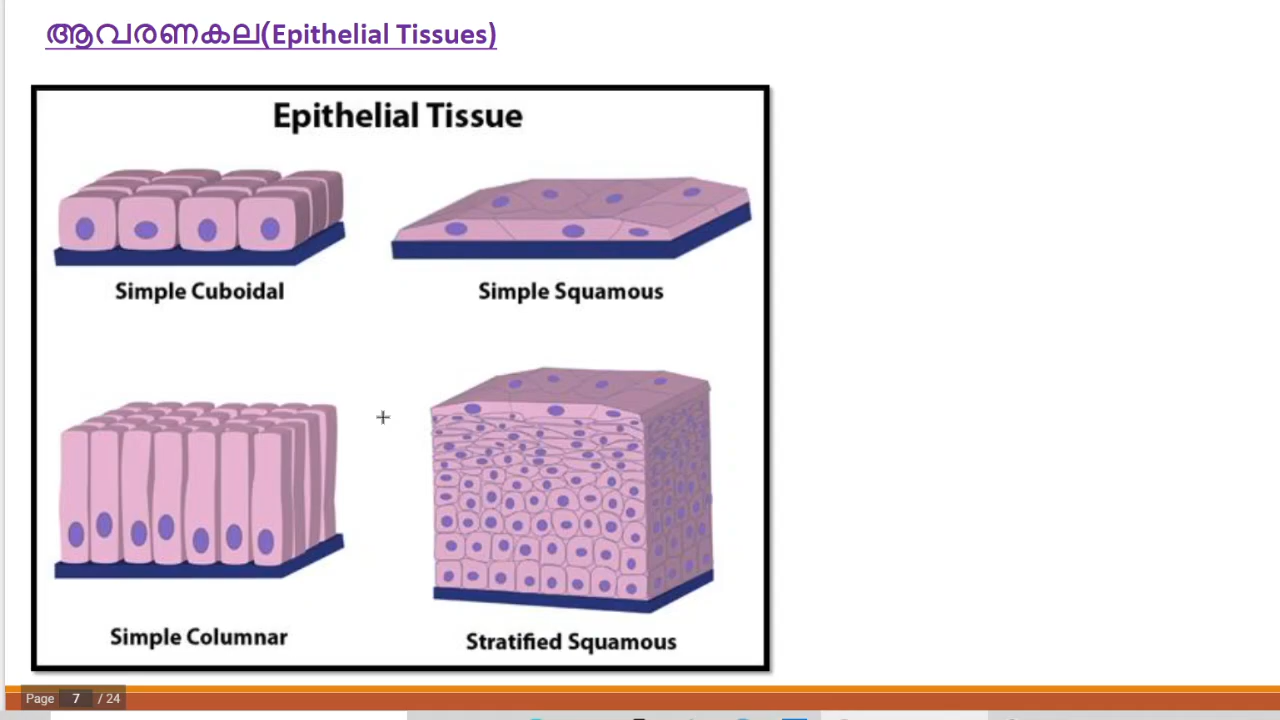 ആവരണകല(Epithelial Tissues)
Epithelial Tissue
Simple Cuboidal
Simple Squamous
Simple Columnar
Stratified Squamous
Page 7 / 24